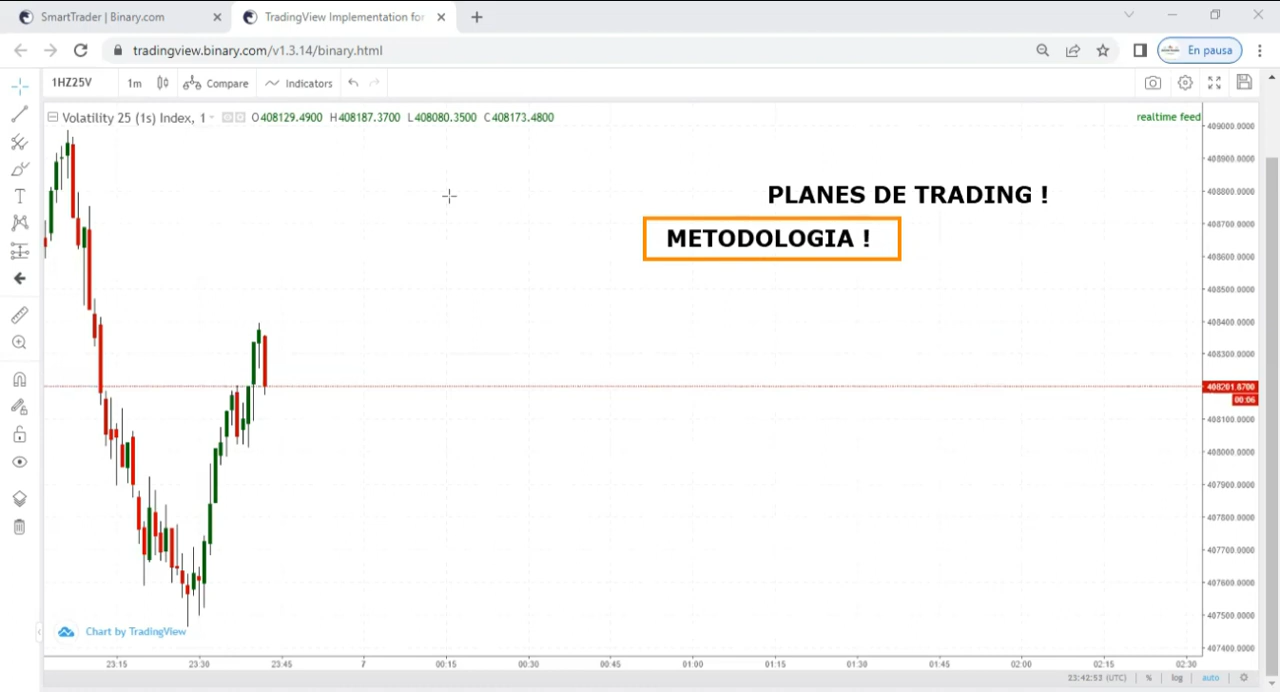 SmartTrader | Binary.com
TradingView Implementation for
tradingview.binary.com/v1.3.14/binary.html
En pausa
1HZ25V 1m Compare Indicators
Volatility 25 (1s) Index, 1 O408129.4900 H408187.3700 L408080.3500 C408173.4800
realtime feed
PLANES DE TRADING !
METODOLOGIA !
409000.0000
408900.0000
408800.0000
408700.0000
408600.0000
408500.0000
408400.0000
408300.0000
408201.8700
00:06
408100.0000
408000.0000
407900.0000
407800.0000
407700.0000
407600.0000
407500.0000
407400.0000
Chart by TradingView
23:15 23:30 23:45 7 00:15 00:30 00:45 01:00 01:15 01:30 01:45 02:00 02:15 02:30
23:42:53 (UTC) % log auto